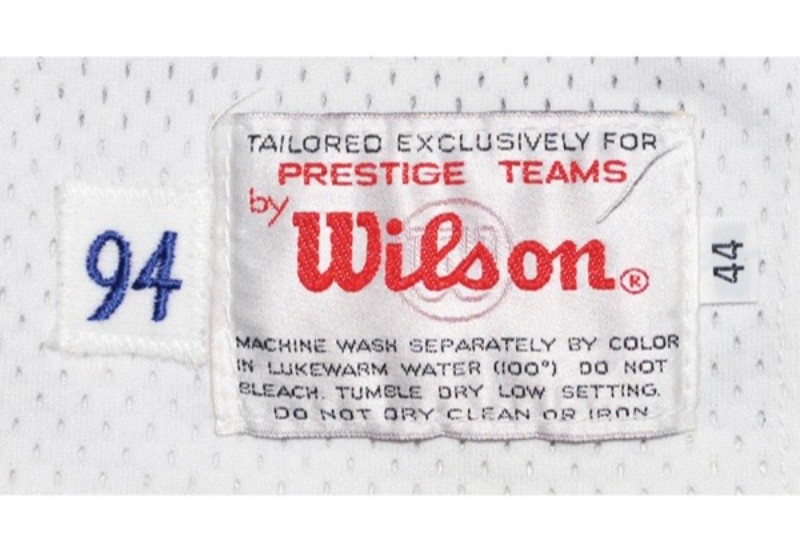 TAILORED EXCLUSIVELY FOR
PRESTIGE TEAMS
by
Wilson®
94
44
MACHINE WASH SEPARATELY BY COLOR
IN LUKEWARM WATER (100°) DO NOT
BLEACH. TUMBLE DRY LOW SETTING.
DO NOT DRY CLEAN OR IRON